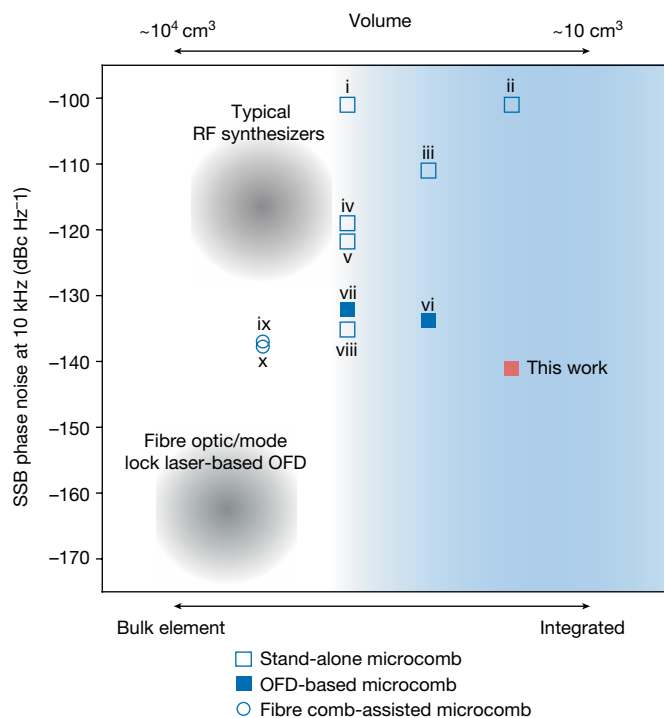 ~10⁴ cm³
Volume
~10 cm³
SSB phase noise at 10 kHz (dBc Hz⁻¹)
−100
−110
−120
−130
−140
−150
−160
−170
i
ii
Typical
RF synthesizers
iii
iv
v
vii
vi
ix
viii
x
This work
Fibre optic/mode
lock laser-based OFD
Bulk element
Integrated
Stand-alone microcomb
OFD-based microcomb
Fibre comb-assisted microcomb